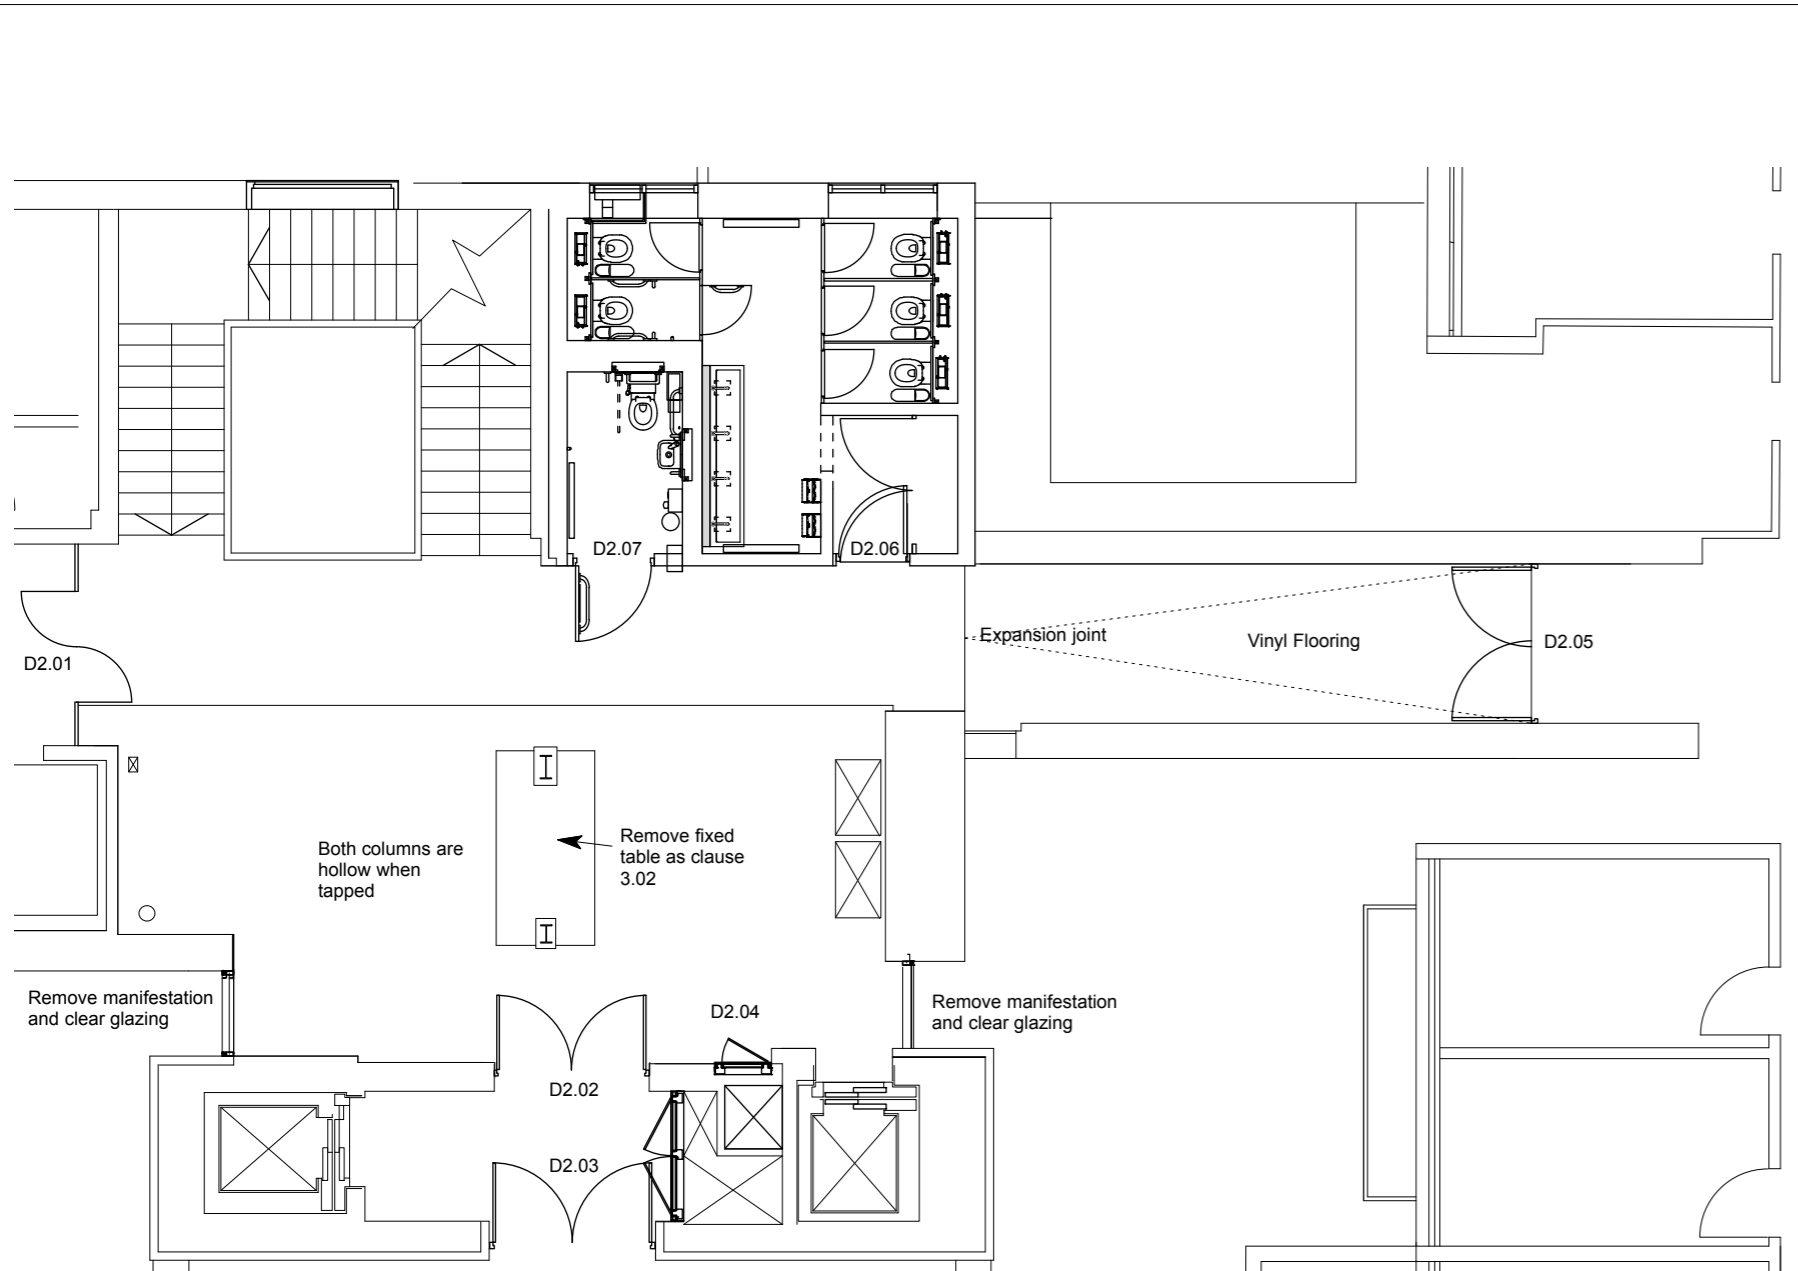 D2.07
D2.06
Expansion joint
Vinyl Flooring
D2.05
D2.01
Both columns are
hollow when
tapped
Remove fixed
table as clause
3.02
Remove manifestation
and clear glazing
D2.04
Remove manifestation
and clear glazing
D2.02
D2.03